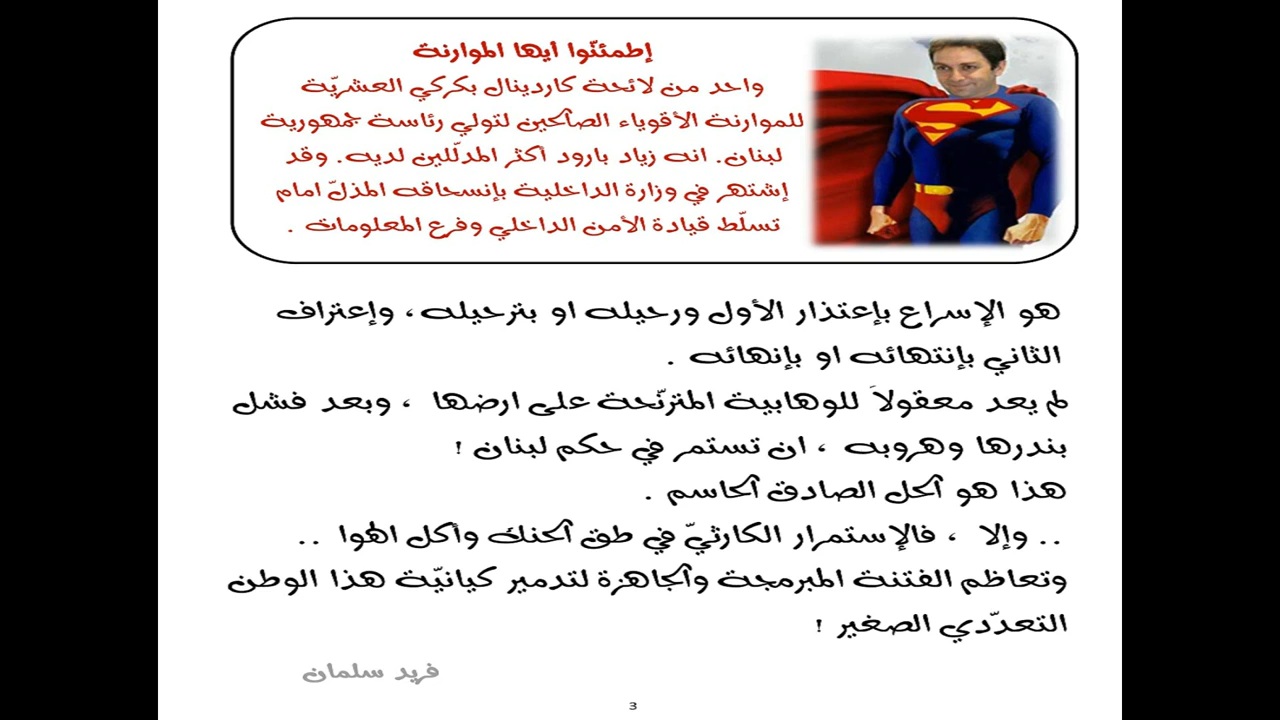 إطمئنّوا أيها الموارنة
واحد من لائحة كاردينال بكركي العشريّة
للموارنة الأقوياء الصالحين لتولي رئاسة جمهورية
لبنان. انه زياد بارود أكثر المدلّلين لديه. وقد
إشتهر في وزارة الداخلية بإنسحاقه المذلّ امام
تسلّط قيادة الأمن الداخلي وفرع المعلومات .
هو الإسراع بإعتذار الأول ورحيله او بترحيله ، وإعتراف
الثاني بإنتهائه او بإنهائه .
لم يعد معقولاَ للوهابية المترنّحة على ارضها ، وبعد فشل
بندرها وهروبه ، ان تستمر في حكم لبنان !
هذا هو الحل الصادق الحاسم .
.. وإلا ، فالإستمرار الكارثيّ في طق الحنك وأكل الهوا ..
وتعاظم الفتنة المبرمجة والجاهزة لتدمير كيانيّة هذا الوطن
التعدّدي الصغير !
فريد سلمان
3